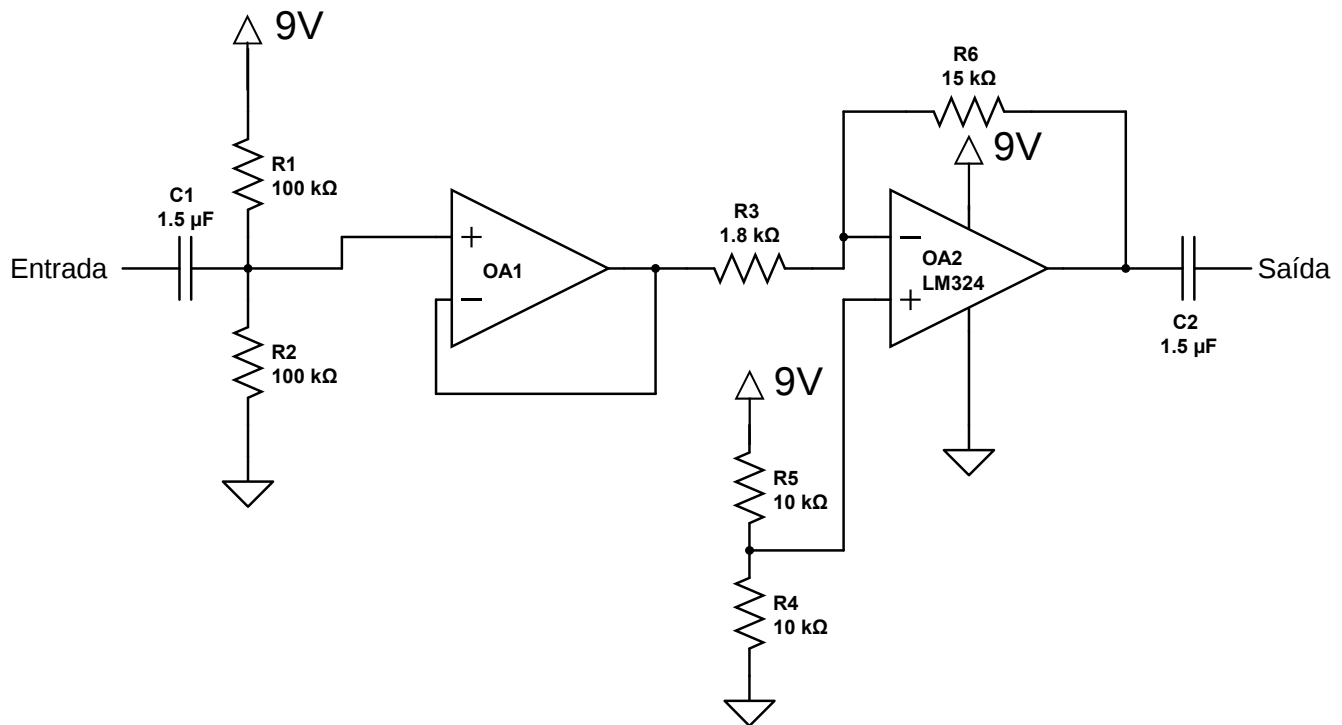 9V
R1
100 kΩ
C1
1.5 µF
Entrada
R2
100 kΩ
+
OA1
−
R3
1.8 kΩ
R6
15 kΩ
9V
−
OA2
LM324
+
Saída
C2
1.5 µF
9V
R5
10 kΩ
R4
10 kΩ